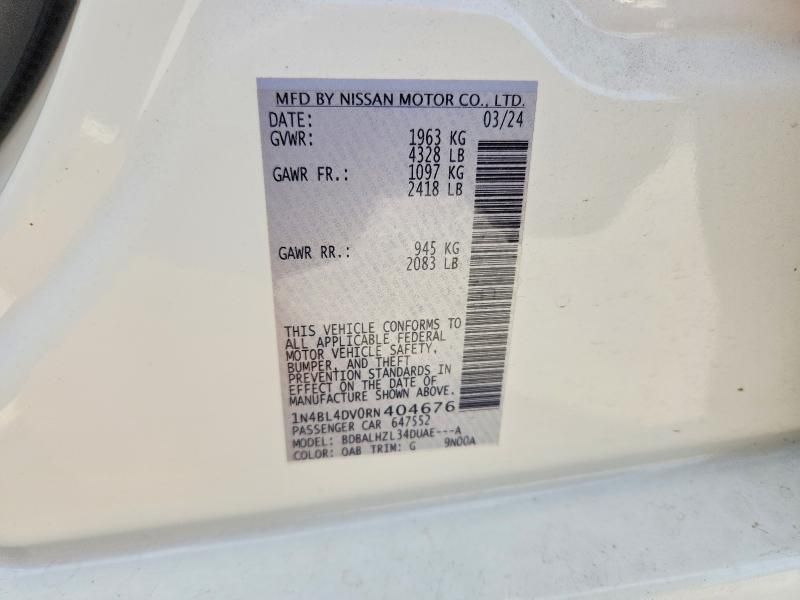 MFD BY NISSAN MOTOR CO., LTD.
DATE: 03/24
GVWR: 1963 KG
4328 LB
GAWR FR.: 1097 KG
2418 LB
GAWR RR.: 945 KG
2083 LB
THIS VEHICLE CONFORMS TO
ALL APPLICABLE FEDERAL
MOTOR VEHICLE SAFETY,
BUMPER, AND THEFT
PREVENTION STANDARDS IN
EFFECT ON THE DATE OF
MANUFACTURE SHOWN ABOVE.
1N4BL4DV0RN404676
PASSENGER CAR 647552
MODEL: BDBALHZL34DUAE---A
COLOR: QAB TRIM: G 9N00A